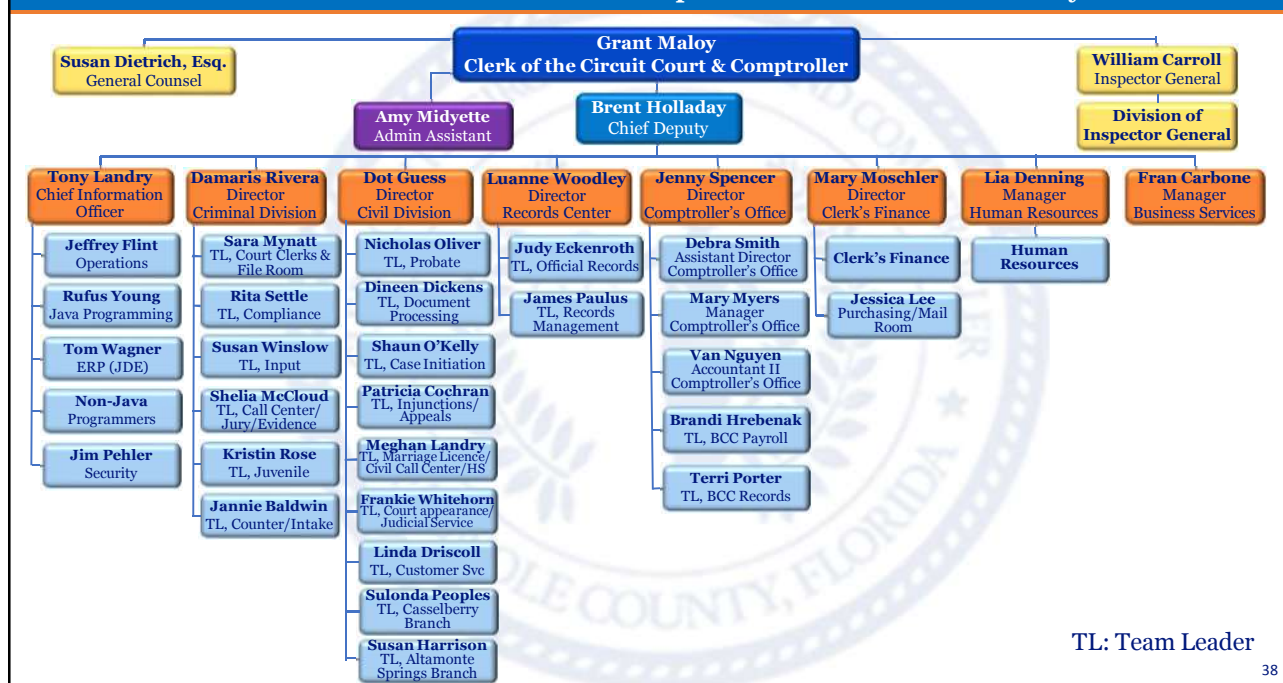 Grant Maloy
Clerk of the Circuit Court & Comptroller
Susan Dietrich, Esq.
General Counsel
William Carroll
Inspector General
Amy Midyette
Admin Assistant
Brent Holladay
Chief Deputy
Division of
Inspector General
Tony Landry
Chief Information
Officer
Damaris Rivera
Director
Criminal Division
Dot Guess
Director
Civil Division
Luanne Woodley
Director
Records Center
Jenny Spencer
Director
Comptroller's Office
Mary Moschler
Director
Clerk's Finance
Lia Denning
Manager
Human Resources
Fran Carbone
Manager
Business Services
Jeffrey Flint
Operations
Rufus Young
Java Programming
Tom Wagner
ERP (JDE)
Non-Java
Programmers
Jim Pehler
Security
Sara Mynatt
TL, Court Clerks &
File Room
Rita Settle
TL, Compliance
Susan Winslow
TL, Input
Shelia McCloud
TL, Call Center/
Jury/Evidence
Kristin Rose
TL, Juvenile
Jannie Baldwin
TL, Counter/Intake
Nicholas Oliver
TL, Probate
Dineen Dickens
TL, Document
Processing
Shaun O'Kelly
TL, Case Initiation
Patricia Cochran
TL, Injunctions/
Appeals
Meghan Landry
TL, Marriage Licence/
Civil Call Center/HS
Frankie Whitehorn
TL, Court appearance/
Judicial Service
Linda Driscoll
TL, Customer Svc
Sulonda Peoples
TL, Casselberry
Branch
Susan Harrison
TL, Altamonte
Springs Branch
Judy Eckenroth
TL, Official Records
James Paulus
TL, Records
Management
Debra Smith
Assistant Director
Comptroller's Office
Mary Myers
Manager
Comptroller's Office
Van Nguyen
Accountant II
Comptroller's Office
Brandi Hrebenak
TL, BCC Payroll
Terri Porter
TL, BCC Records
Clerk's Finance
Jessica Lee
Purchasing/Mail
Room
Human
Resources
COUNTY, FLORIDA
TL: Team Leader
38